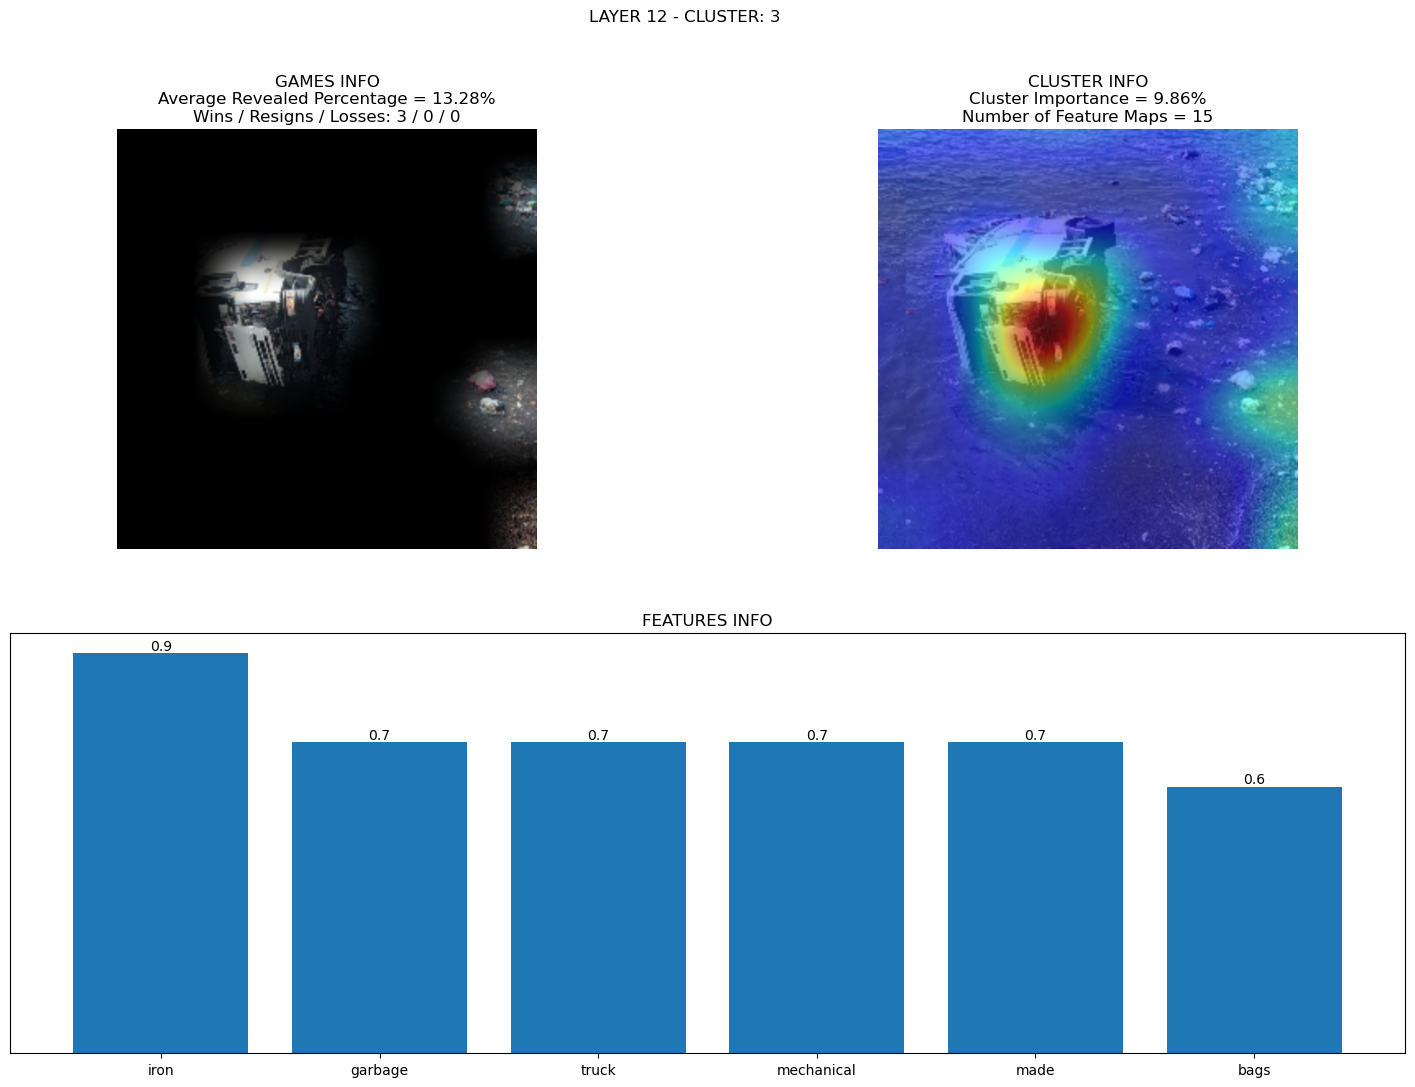 LAYER 12 - CLUSTER: 3
GAMES INFO
Average Revealed Percentage = 13.28%
Wins / Resigns / Losses: 3 / 0 / 0
CLUSTER INFO
Cluster Importance = 9.86%
Number of Feature Maps = 15
FEATURES INFO
0.9
0.7
0.7
0.7
0.7
0.6
iron
garbage
truck
mechanical
made
bags